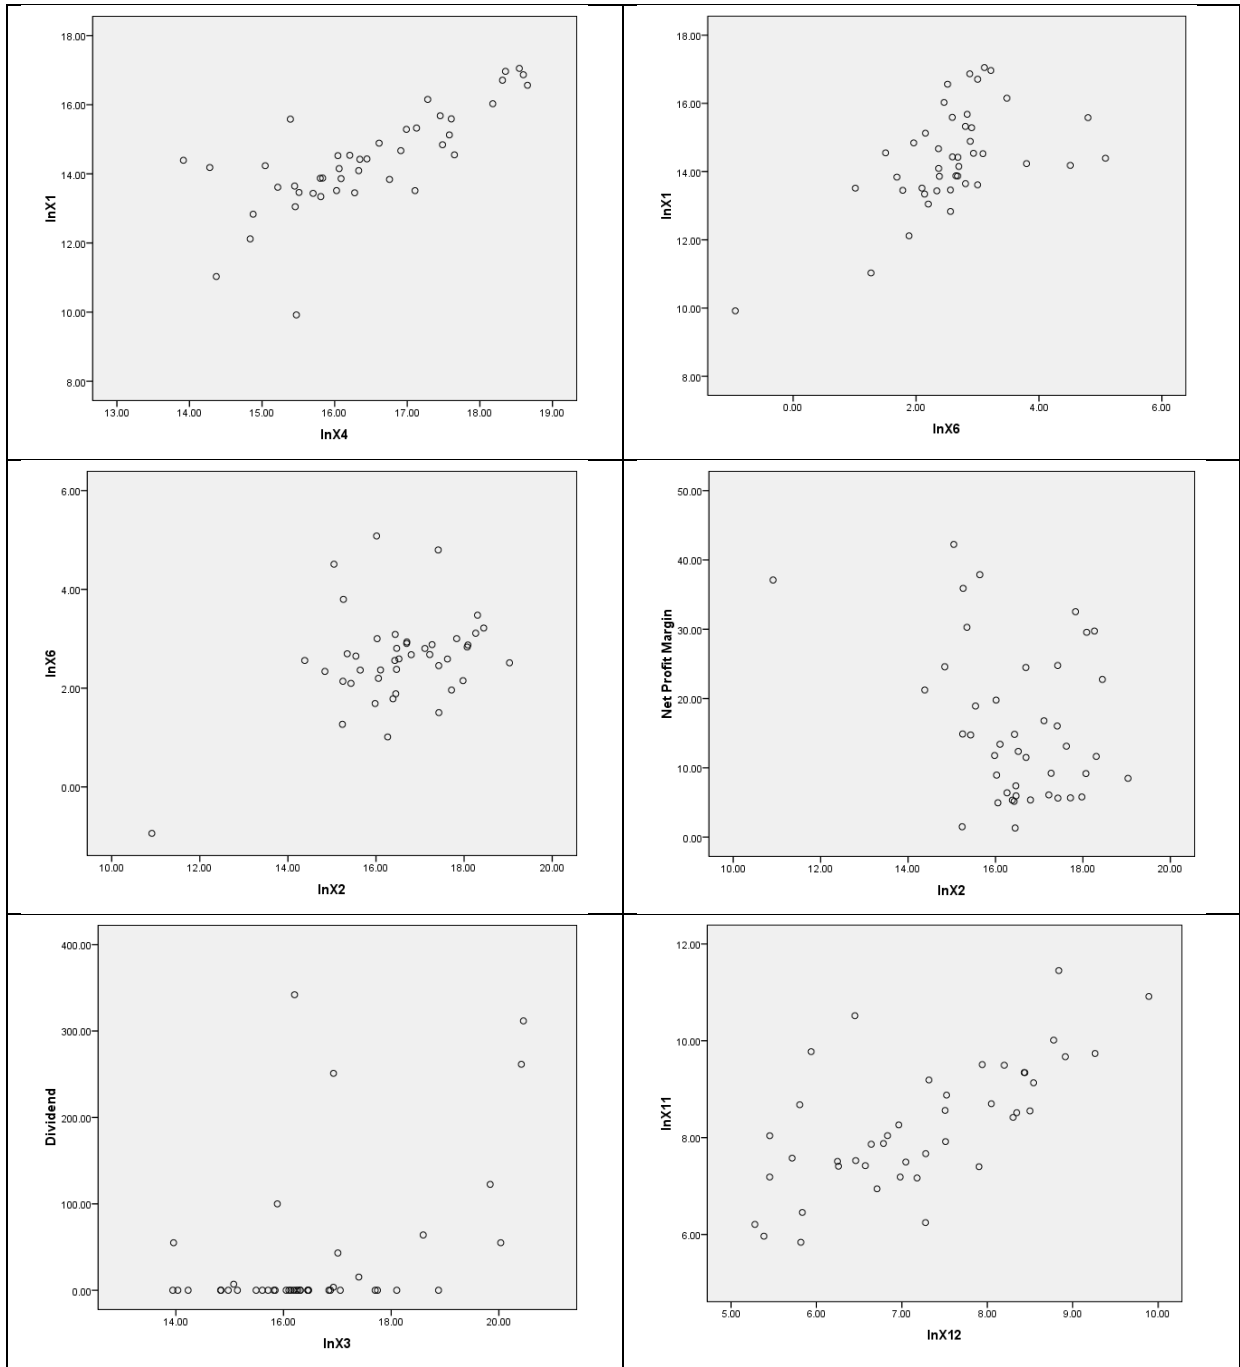 18.00
16.00
14.00
12.00
10.00
8.00
lnX1
13.00 14.00 15.00 16.00 17.00 18.00 19.00
lnX4
18.00
16.00
14.00
12.00
10.00
8.00
lnX1
0.00 2.00 4.00 6.00
lnX6
6.00
4.00
2.00
0.00
lnX6
10.00 12.00 14.00 16.00 18.00 20.00
lnX2
50.00
40.00
30.00
20.00
10.00
0.00
Net Profit Margin
10.00 12.00 14.00 16.00 18.00 20.00
lnX2
400.00
300.00
200.00
100.00
0.00
Dividend
14.00 16.00 18.00 20.00
lnX3
12.00
10.00
8.00
6.00
lnX11
5.00 6.00 7.00 8.00 9.00 10.00
lnX12